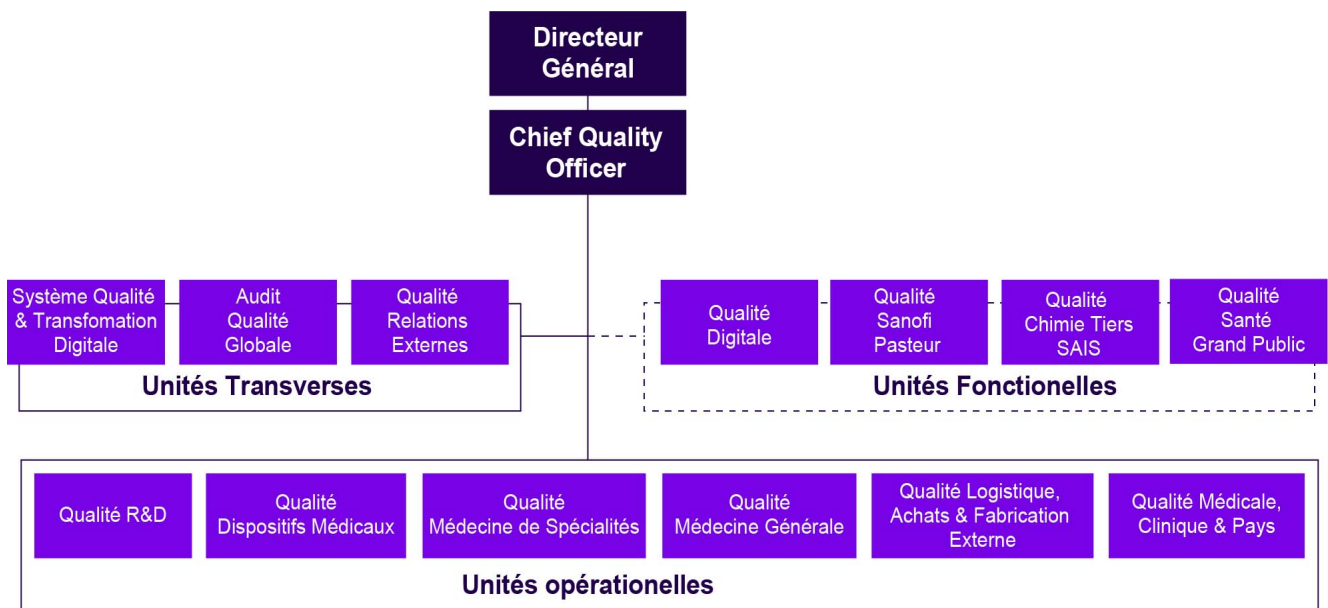 Directeur
Général
Chief Quality
Officer
Système Qualité
& Transfomation
Digitale
Audit
Qualité
Globale
Qualité
Relations
Externes
Unités Transverses
Qualité
Digitale
Qualité
Sanofi
Pasteur
Qualité
Chimie Tiers
SAIS
Qualité
Santé
Grand Public
Unités Fonctionelles
Qualité R&D
Qualité
Dispositifs Médicaux
Qualité
Médecine de Spécialités
Qualité
Médecine Générale
Qualité Logistique,
Achats & Fabrication
Externe
Qualité Médicale,
Clinique & Pays
Unités opérationelles